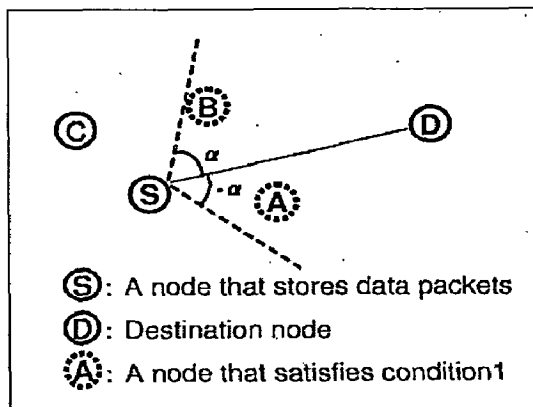 B
C
D
α
S
-α
A
S : A node that stores data packets
D : Destination node
A : A node that satisfies condition1